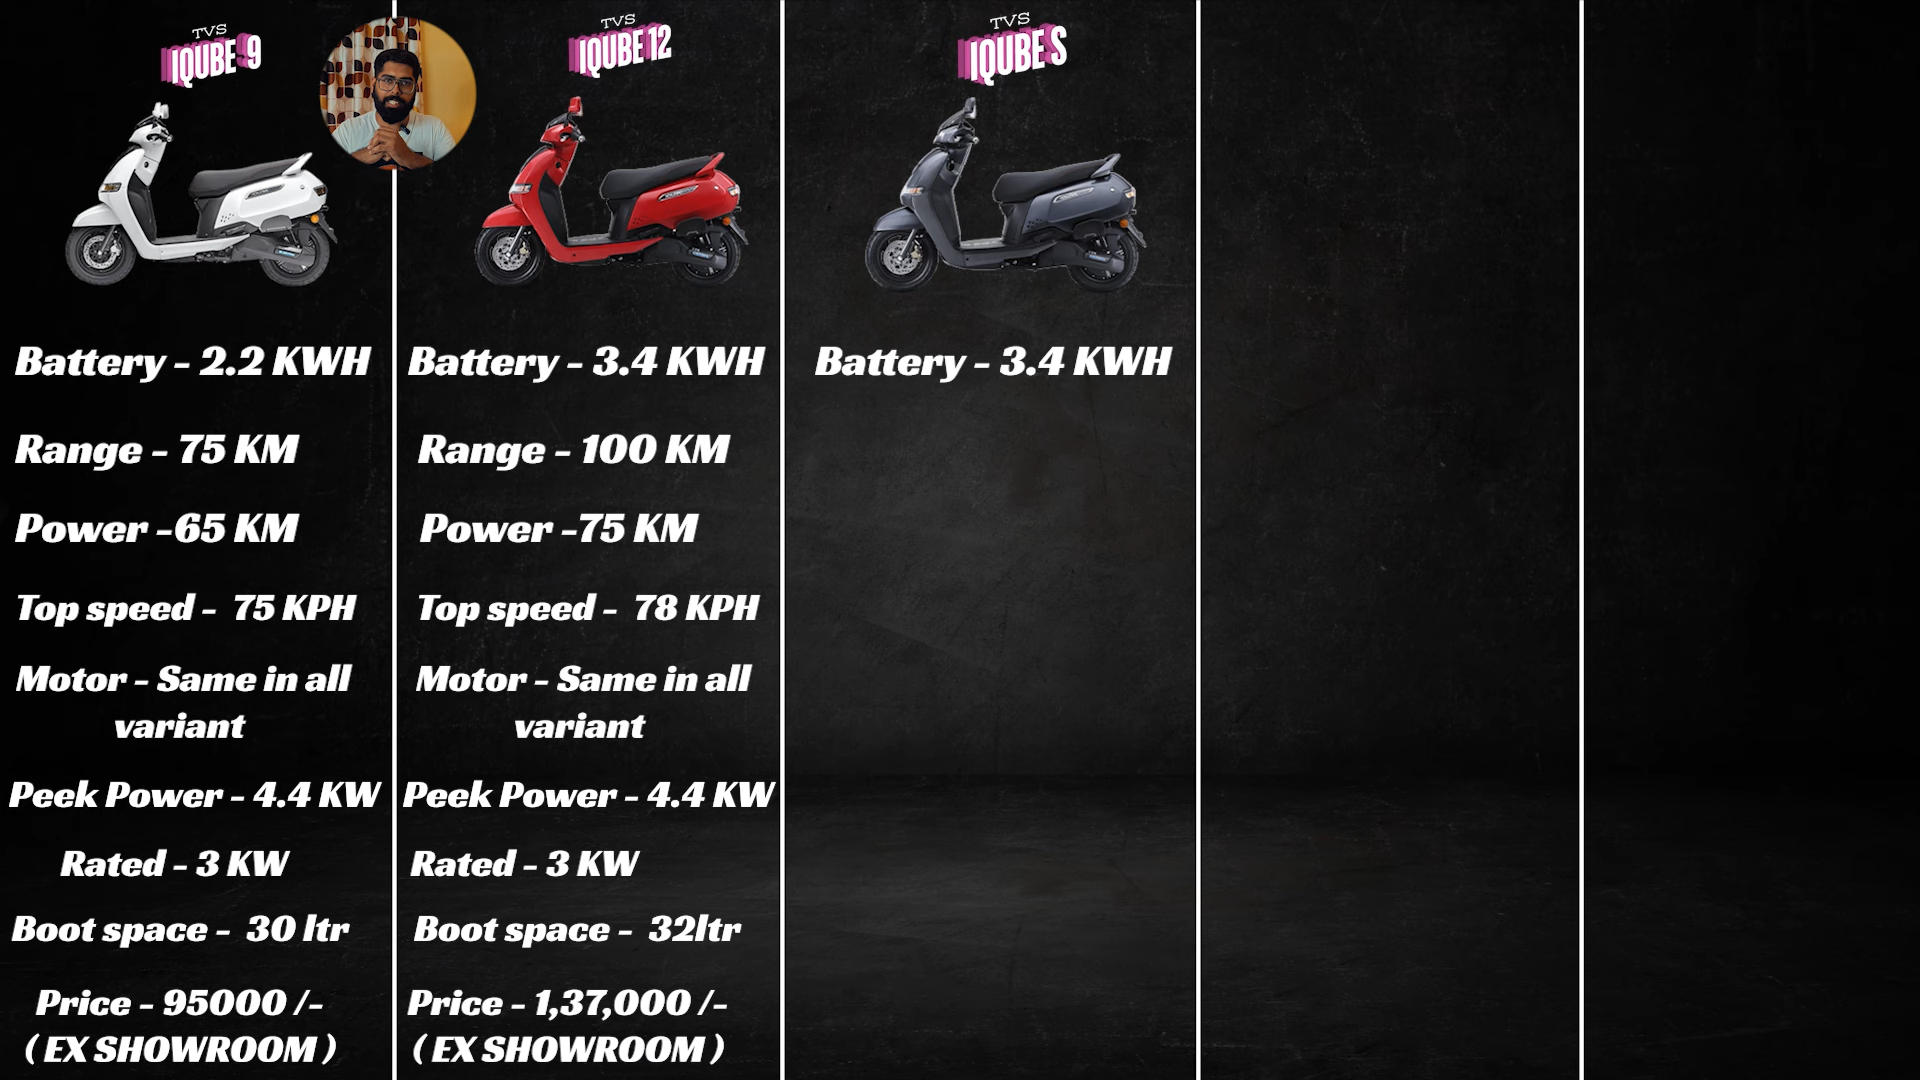 TVS
IQUBE 9
Battery - 2.2 KWH
Range - 75 KM
Power -65 KM
Top speed - 75 KPH
Motor - Same in all
variant
Peek Power - 4.4 KW
Rated - 3 KW
Boot space - 30 ltr
Price - 95000 /-
( EX SHOWROOM )
TVS
IQUBE 12
Battery - 3.4 KWH
Range - 100 KM
Power -75 KM
Top speed - 78 KPH
Motor - Same in all
variant
Peek Power - 4.4 KW
Rated - 3 KW
Boot space - 32ltr
Price - 1,37,000 /-
( EX SHOWROOM )
TVS
IQUBE S
Battery - 3.4 KWH